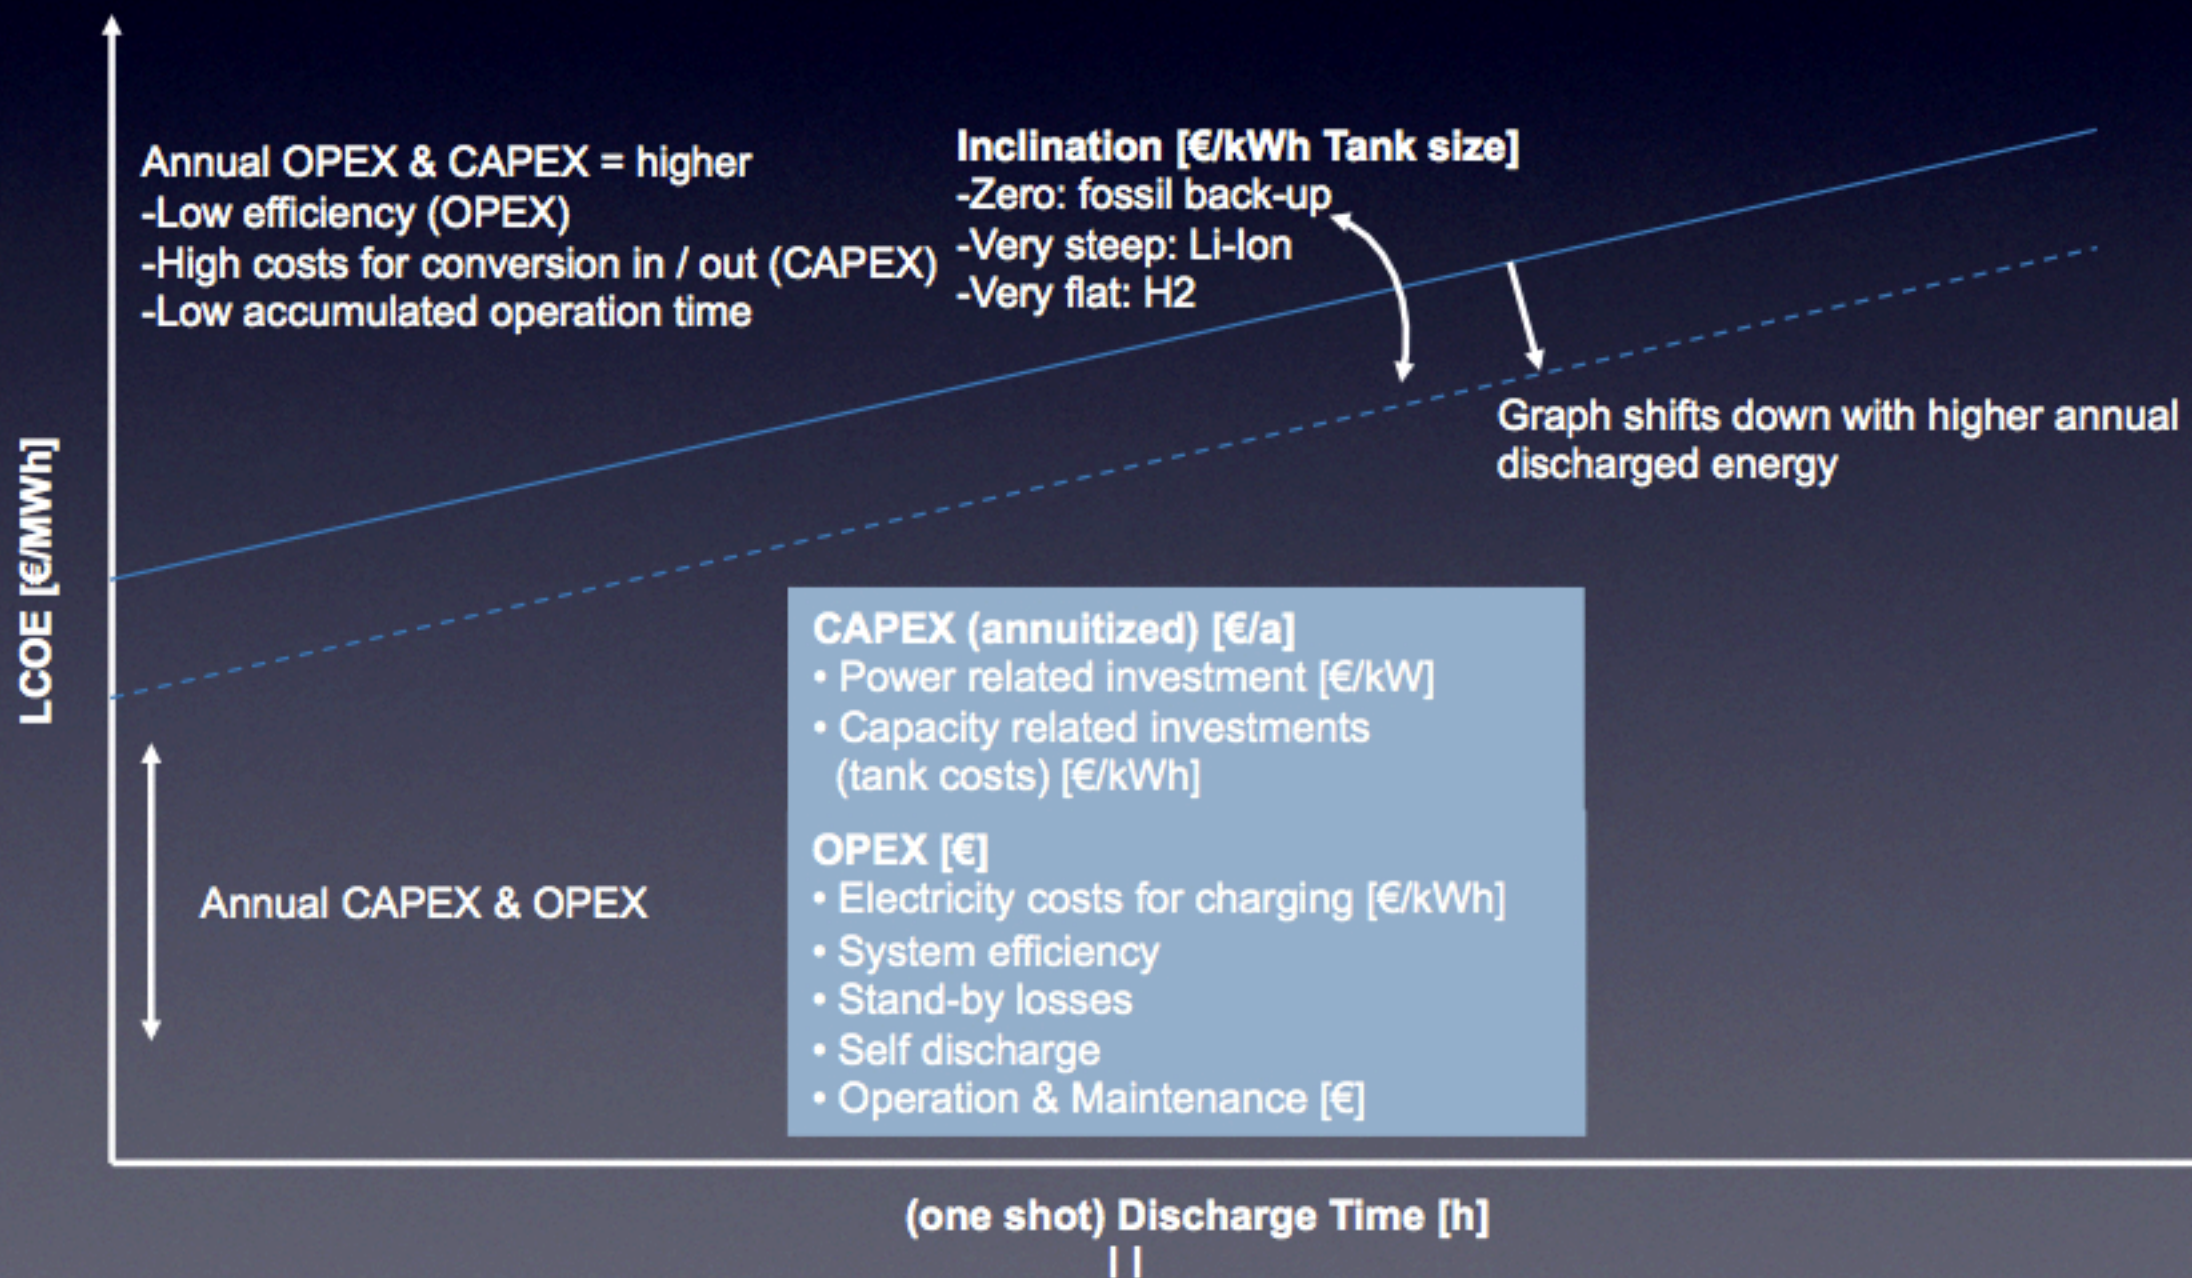 Annual OPEX & CAPEX = higher
-Low efficiency (OPEX)
-High costs for conversion in / out (CAPEX)
-Low accumulated operation time
Inclination [€/kWh Tank size]
-Zero: fossil back-up
-Very steep: Li-Ion
-Very flat: H2
Graph shifts down with higher annual
discharged energy
LCOE [€/MWh]
CAPEX (annuitized) [€/a]
• Power related investment [€/kW]
• Capacity related investments
(tank costs) [€/kWh]
OPEX [€]
• Electricity costs for charging [€/kWh]
• System efficiency
• Stand-by losses
• Self discharge
• Operation & Maintenance [€]
Annual CAPEX & OPEX
(one shot) Discharge Time [h]